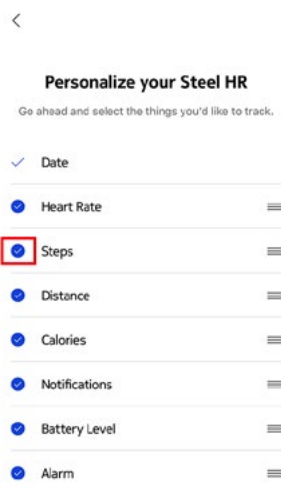 Personalize your Steel HR
Go ahead and select the things you'd like to track.
Date
Heart Rate
Steps
Distance
Calories
Notifications
Battery Level
Alarm